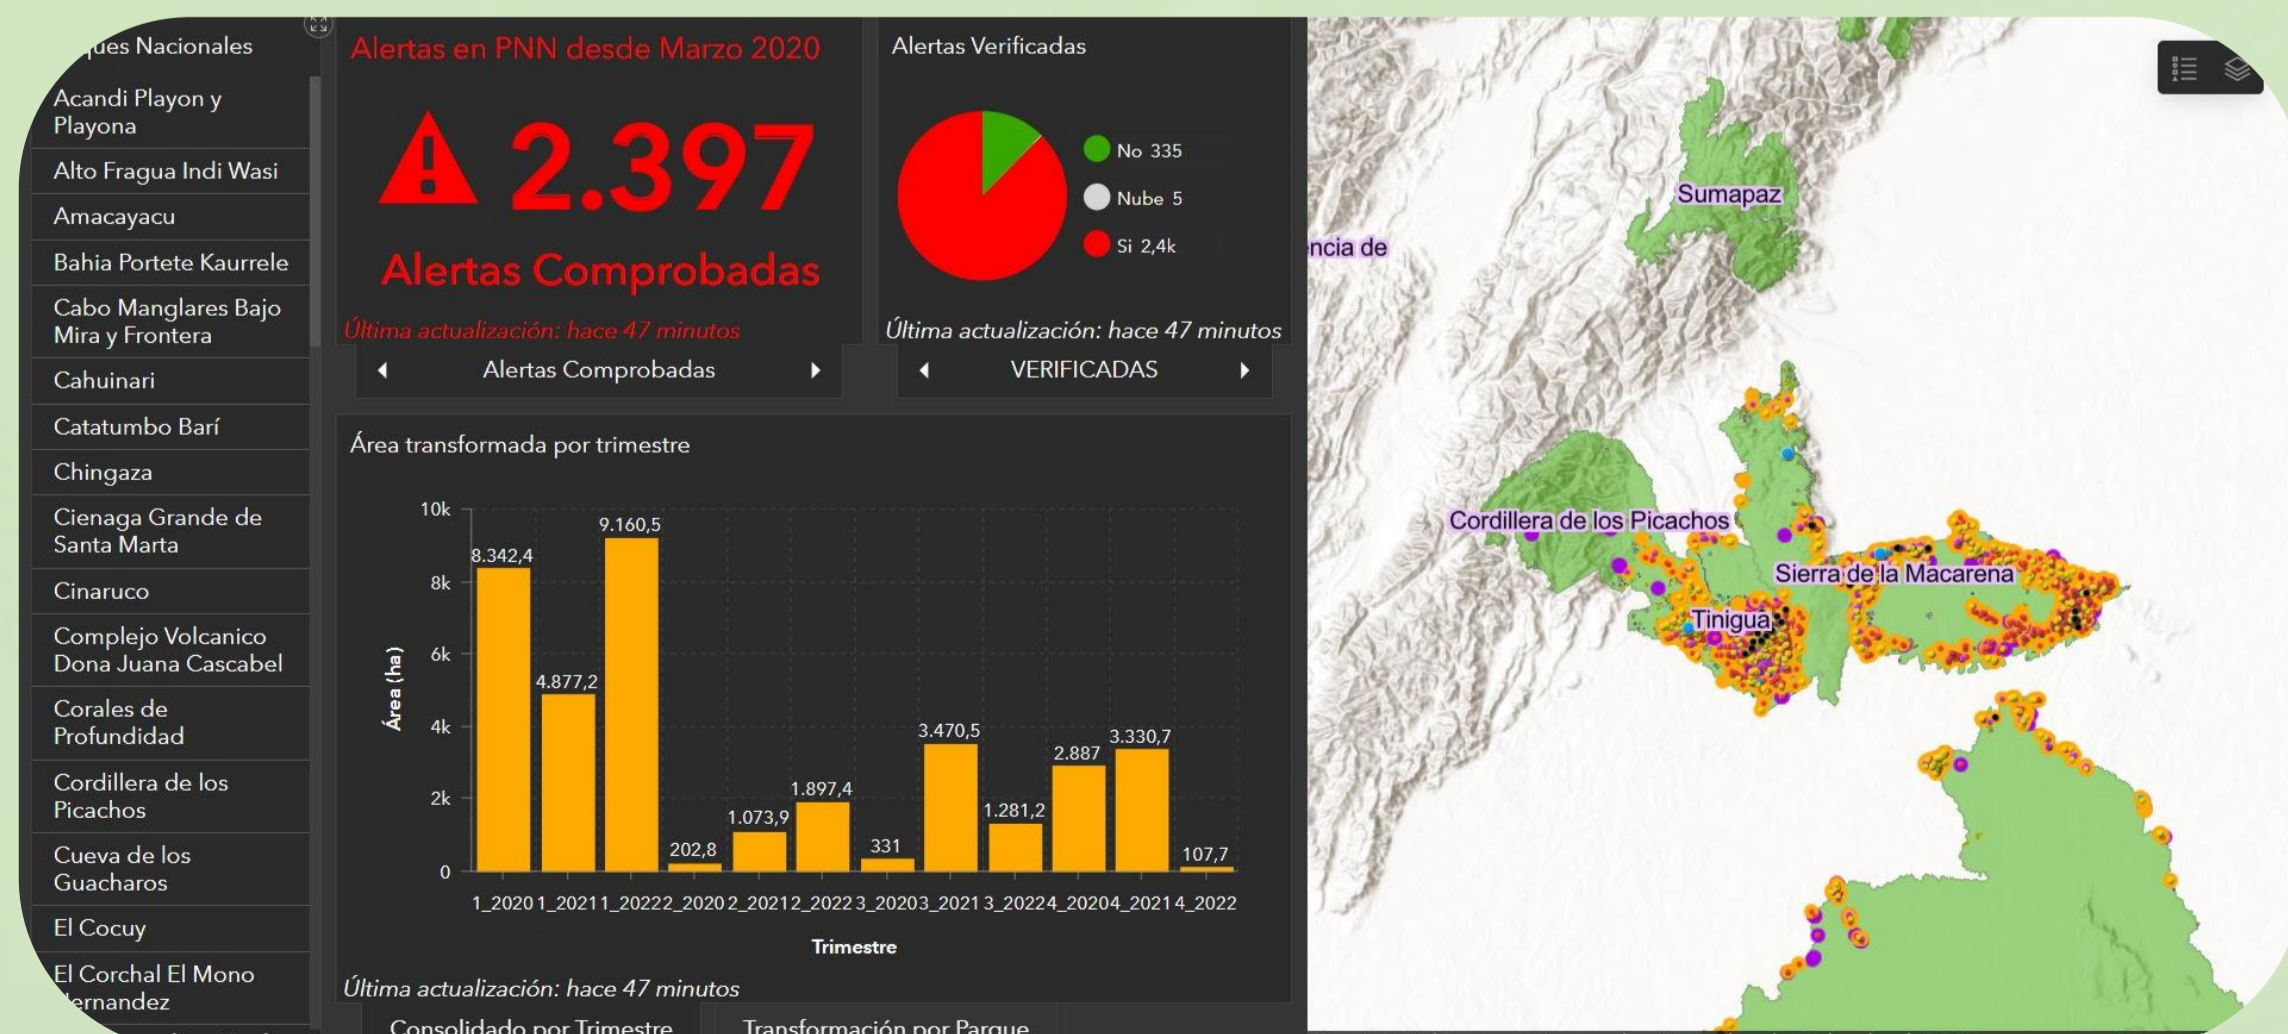 ques Nacionales
Acandi Playon y
Playona
Alto Fragua Indi Wasi
Amacayacu
Bahia Portete Kaurrele
Cabo Manglares Bajo
Mira y Frontera
Cahuinari
Catatumbo Barí
Chingaza
Cienaga Grande de
Santa Marta
Cinaruco
Complejo Volcanico
Dona Juana Cascabel
Corales de
Profundidad
Cordillera de los
Picachos
Cueva de los
Guacharos
El Cocuy
El Corchal El Mono
ernandez
Alertas en PNN desde Marzo 2020
2.397
Alertas Comprobadas
Última actualización: hace 47 minutos
Alertas Comprobadas
Alertas Verificadas
No 335
Nube 5
Si 2,4k
Última actualización: hace 47 minutos
VERIFICADAS
Área transformada por trimestre
Área (ha)
10k
8k
6k
4k
2k
0
8.342,4
4.877,2
9.160,5
202,8
1.073,9
1.897,4
331
3.470,5
1.281,2
2.887
3.330,7
107,7
1_2020 1_2021 1_2022 2_2020 2_2021 2_2022 3_2020 3_2021 3_2022 4_2020 4_2021 4_2022
Trimestre
Última actualización: hace 47 minutos
Consolidado por Trimestre
Transformación por Parque
Sumapaz
ncia de
Cordillera de los Picachos
Sierra de la Macarena
Tinigua